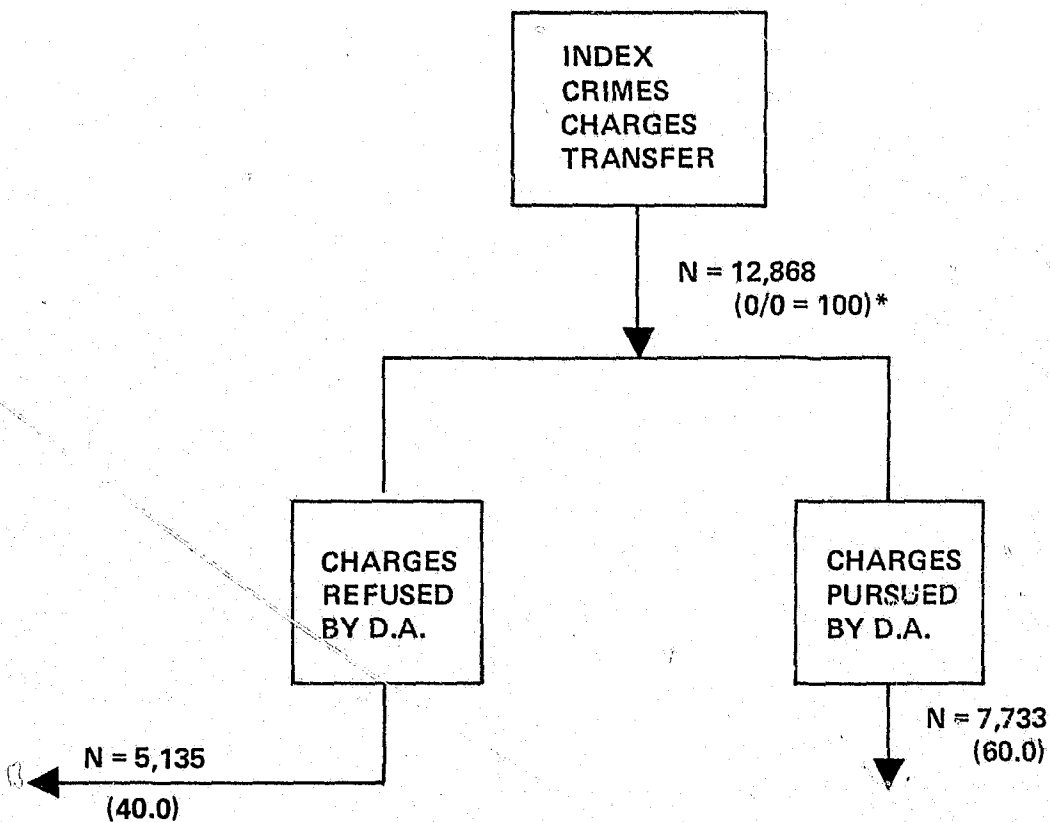 INDEX
CRIMES
CHARGES
TRANSFER
N = 12,868
(0/0 = 100)*
CHARGES
REFUSED
BY D.A.
CHARGES
PURSUED
BY D.A.
N = 5,135
(40.0)
N = 7,733
(60.0)